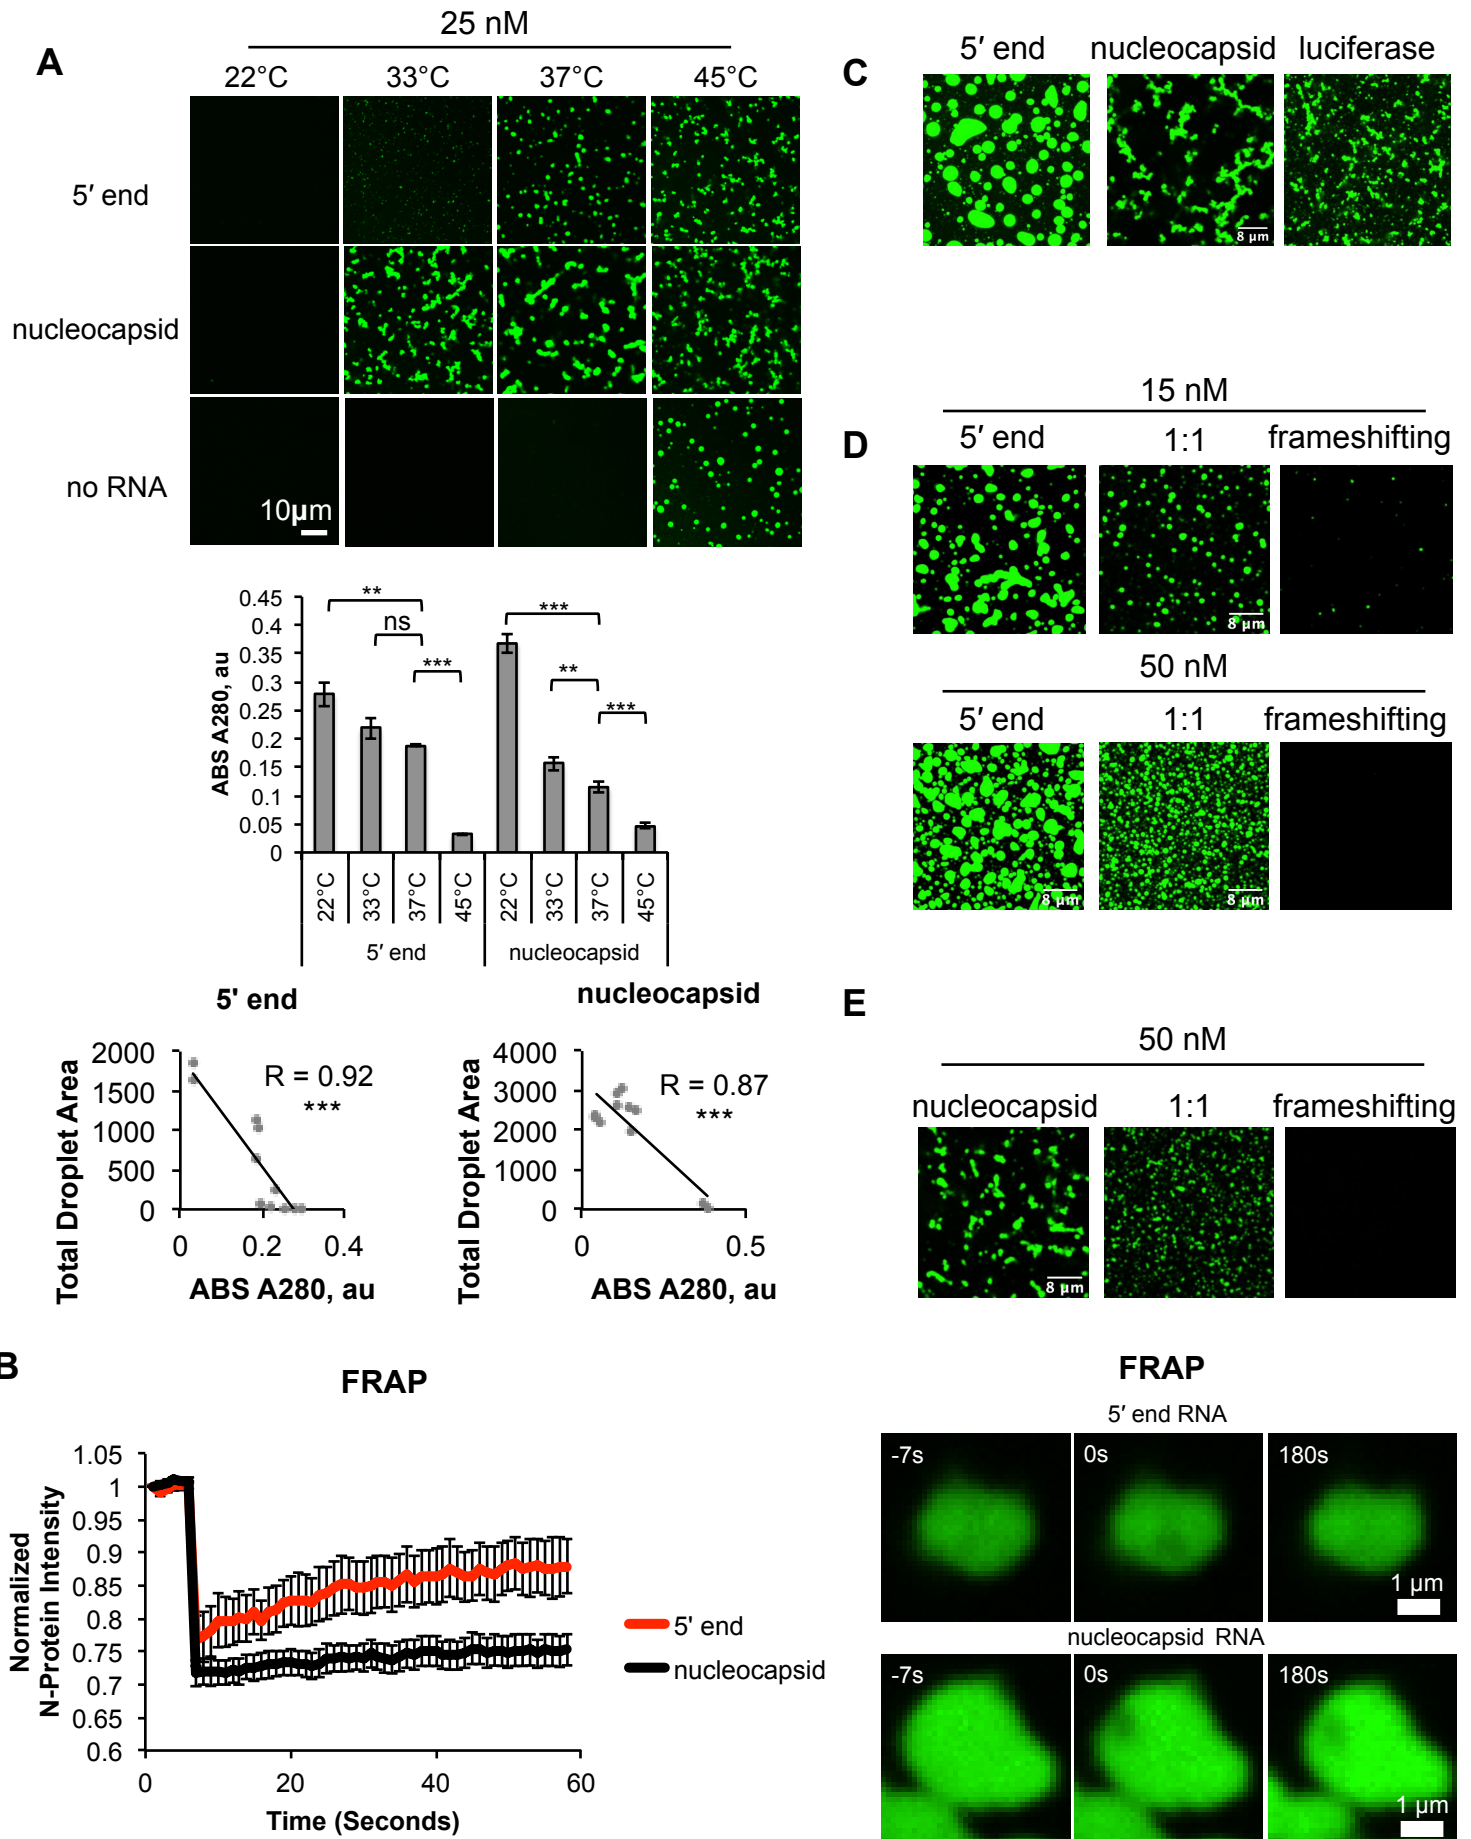 A
25 nM
22°C 33°C 37°C 45°C
5′ end
nucleocapsid
no RNA
10μm
0.45
0.4
0.35
0.3
0.25
0.2
0.15
0.1
0.05
0
ABS A280, au
**
ns
***
***
**
***
22°C 33°C 37°C 45°C 22°C 33°C 37°C 45°C
5′ end nucleocapsid
5' end
2000
1500
1000
500
0
Total Droplet Area
R = 0.92
***
0 0.2 0.4
ABS A280, au
nucleocapsid
4000
3000
2000
1000
0
Total Droplet Area
R = 0.87
***
0 0.5
ABS A280, au
B
FRAP
1.05
1
0.95
0.9
0.85
0.8
0.75
0.7
0.65
0.6
Normalized
N-Protein Intensity
0 20 40 60
Time (Seconds)
5′ end
nucleocapsid
C
5′ end nucleocapsid luciferase
8 μm
D
15 nM
5′ end 1:1 frameshifting
8 μm
50 nM
5′ end 1:1 frameshifting
8 μm 8 μm
E
50 nM
nucleocapsid 1:1 frameshifting
8 μm
FRAP
5′ end RNA
-7s 0s 180s
1 μm
nucleocapsid RNA
-7s 0s 180s
1 μm